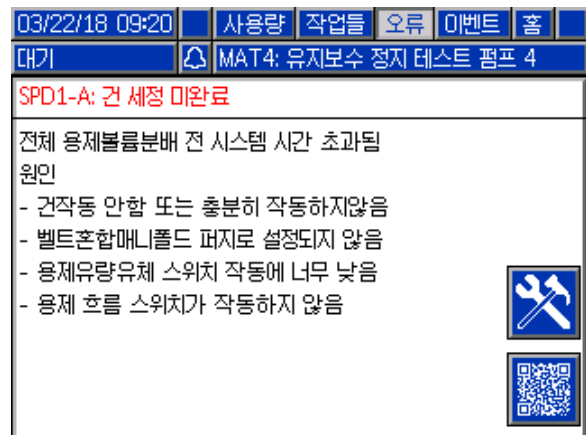 03/22/18 09:20 사용량 작업들 오류 이벤트 홈
대기 MAT4: 유지보수 정지 테스트 펌프 4
SPD1-A: 건 세정 미완료
전체 용제볼륨분배 전 시스템 시간 초과됨
원인
- 건작동 안함 또는 충분히 작동하지않음
- 벨트혼합매니폴드 퍼지로 설정되지 않음
- 용제유량유체 스위치 작동에 너무 낮음
- 용제 흐름 스위치가 작동하지 않음